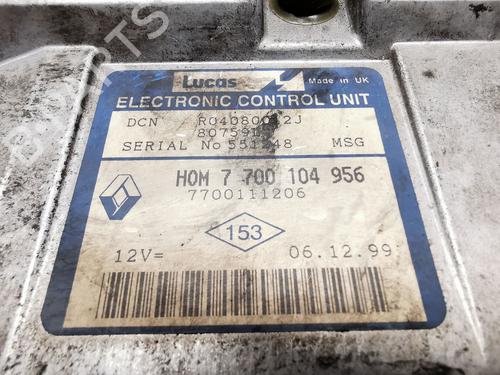 Lucas
Made in UK
ELECTRONIC CONTROL UNIT
DCN
SERIAL No MSG
HOM 7 700 104 956
7700111206
153
12V= 06.12.99